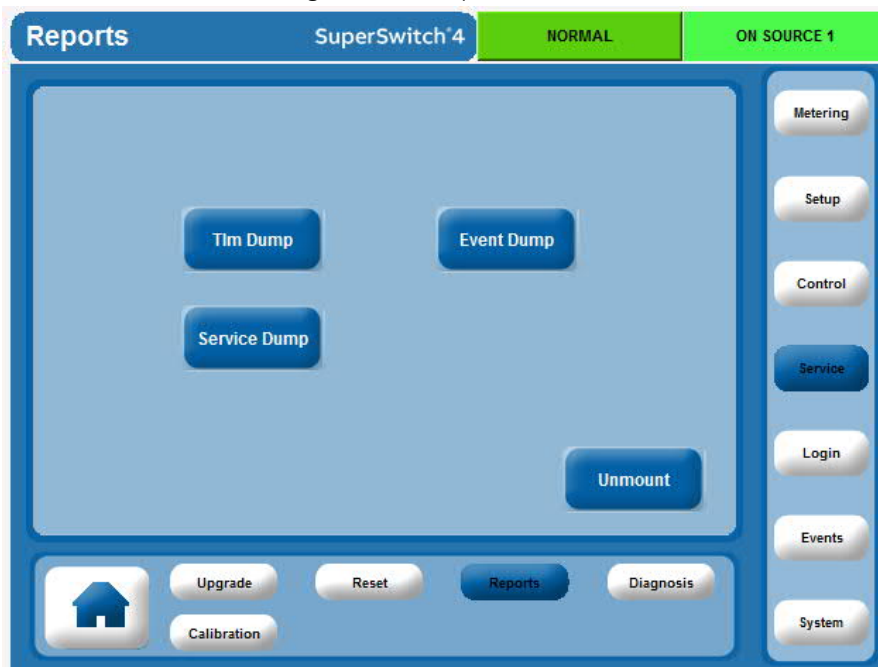 Reports
SuperSwitch®4
NORMAL
ON SOURCE 1
Metering
Setup
Tlm Dump
Event Dump
Control
Service Dump
Service
Login
Unmount
Events
Upgrade
Reset
Reports
Diagnosis
Calibration
System